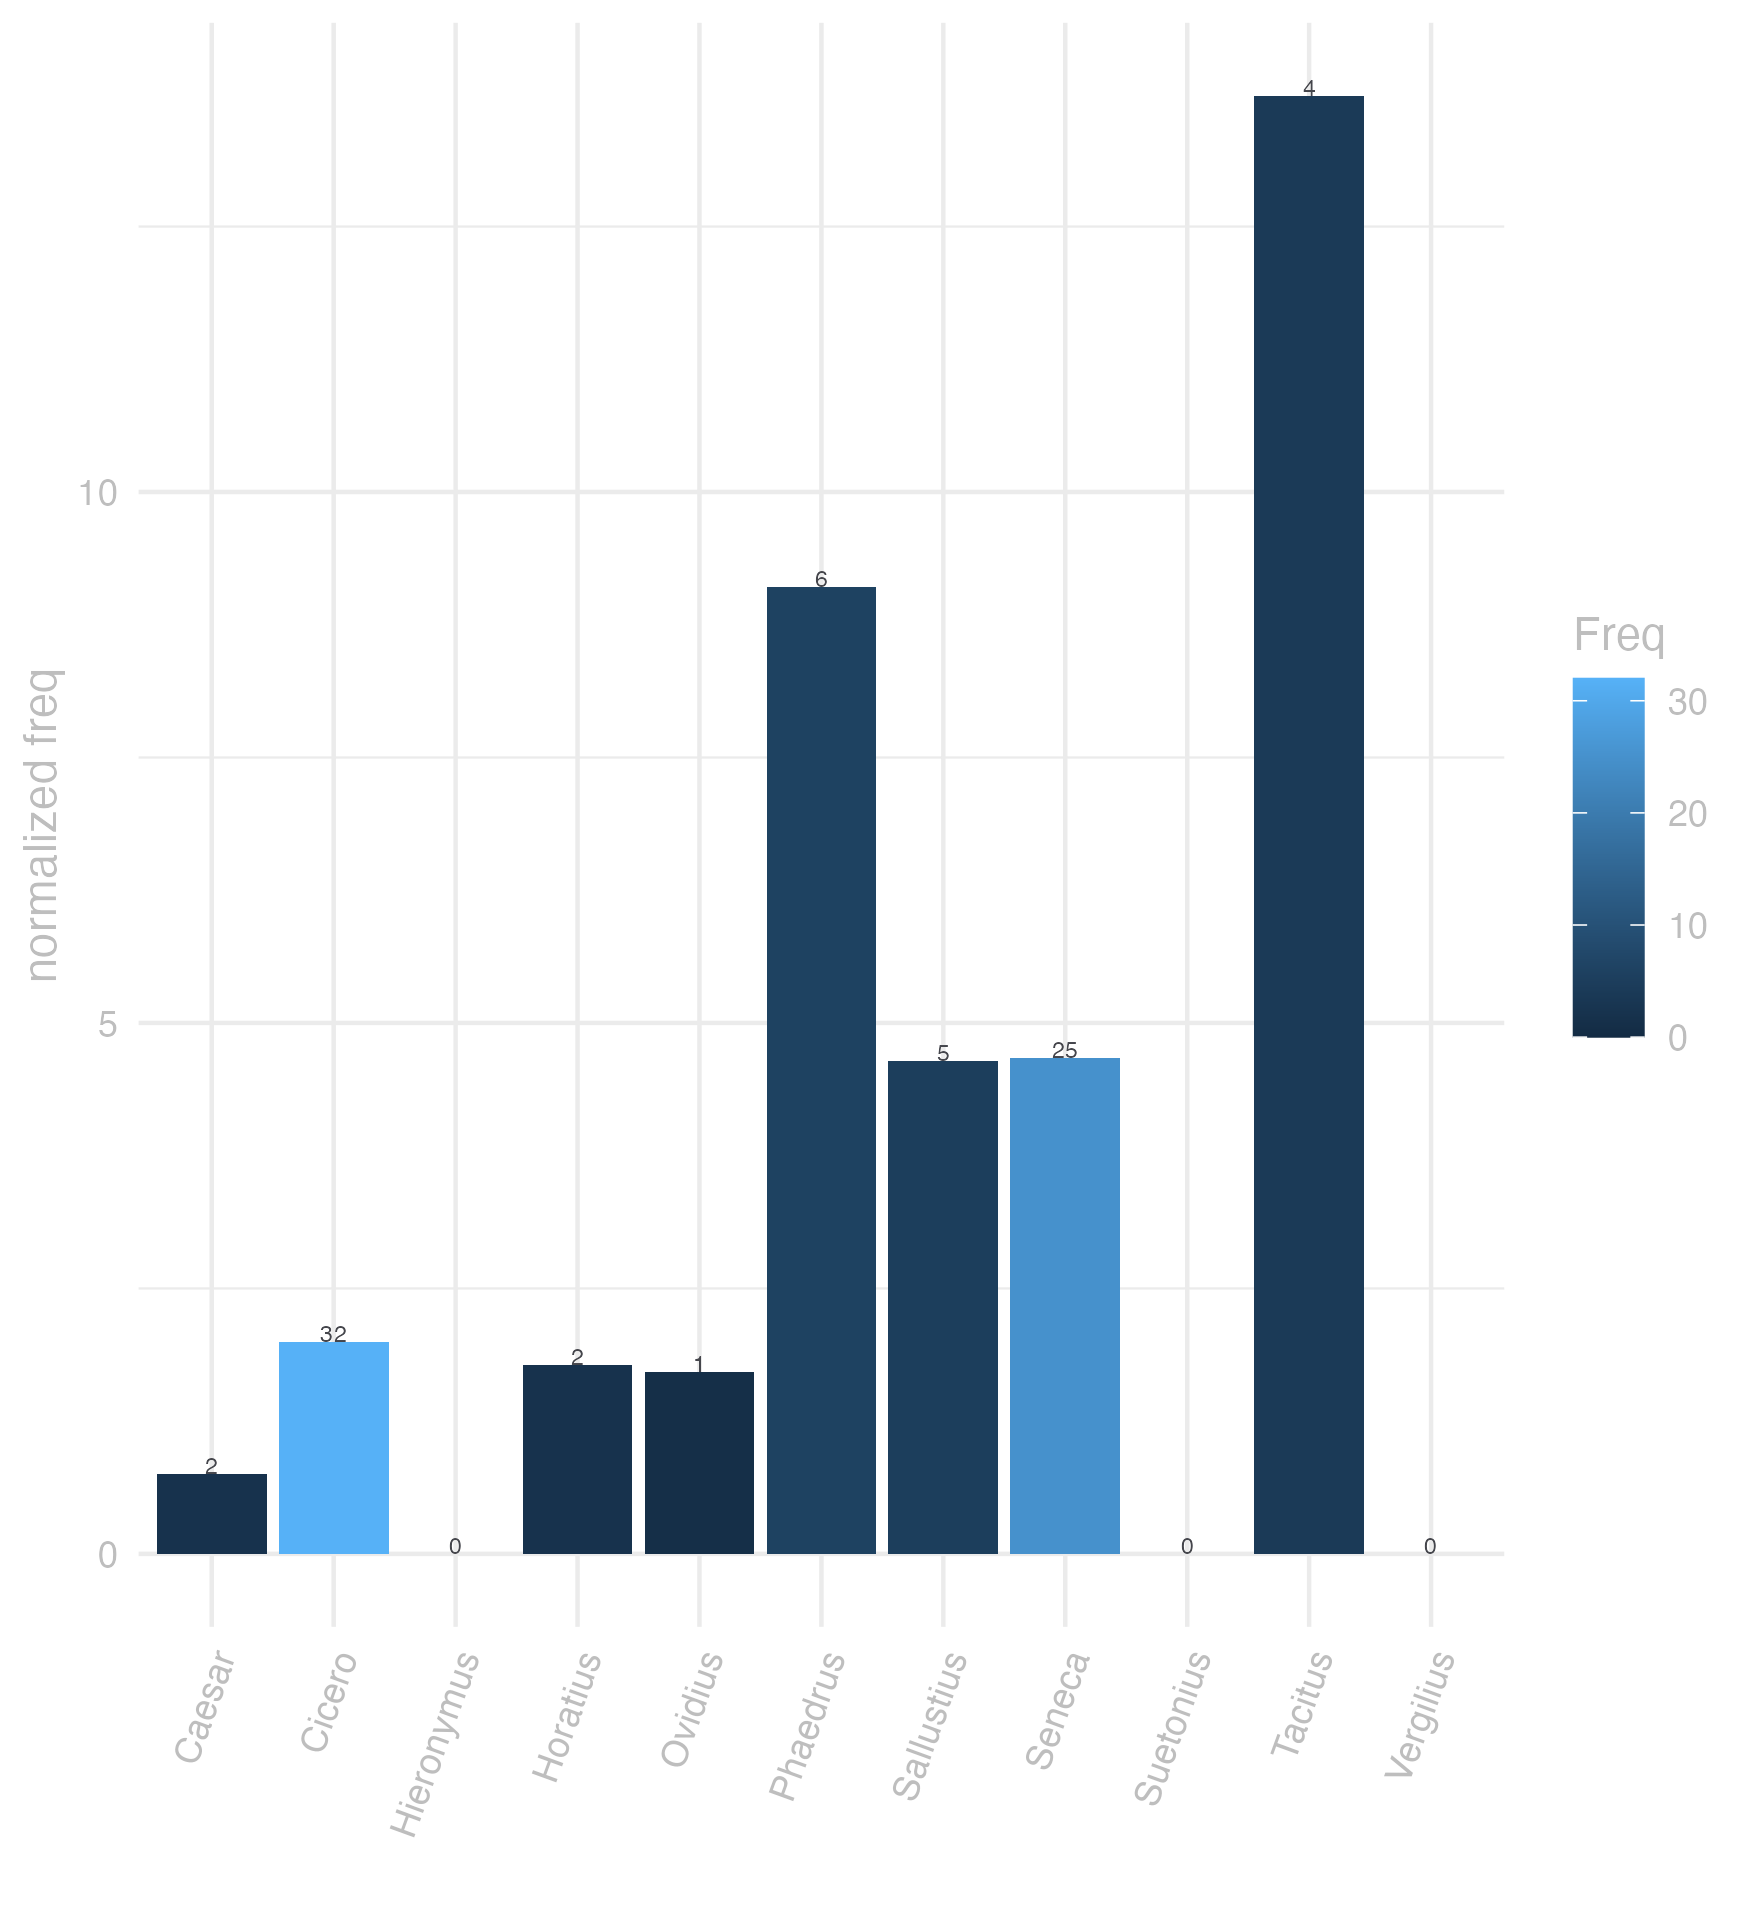 4
10
6
normalized freq
Freq
30
20
10
0
5
5
25
32
2
1
2
0
0
0
0
Caesar
Cicero
Hieronymus
Horatius
Ovidius
Phaedrus
Sallustius
Seneca
Suetonius
Tacitus
Vergilius